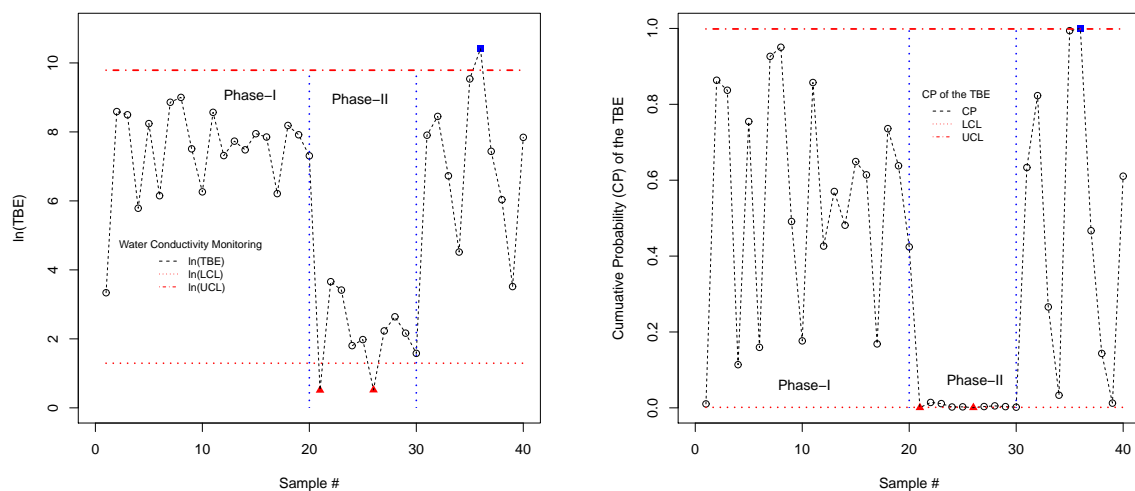 ln(TBE)
10
8
6
4
2
0
Phase−I
Phase−II
Water Conductivity Monitoring
ln(TBE)
ln(LCL)
ln(UCL)
0
10
20
30
40
Sample #
Cumuative Probability (CP) of the TBE
1.0
0.8
0.6
0.4
0.2
0.0
CP of the TBE
CP
LCL
UCL
Phase−I
Phase−II
0
10
20
30
40
Sample #